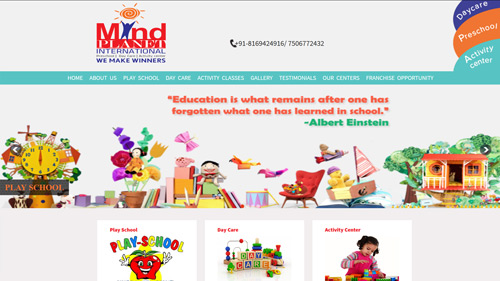 Mind
PLANET
INTERNATIONAL
WE MAKE WINNERS
+91-8169424916/ 7506772432
Daycare
Preschool
Activity
center
HOME ABOUT US PLAY SCHOOL DAY CARE ACTIVITY CLASSES GALLERY TESTIMONIALS OUR CENTERS FRANCHISE OPPORTUNITY
"Education is what remains after one has
forgotten what one has learned in school."
-Albert Einstein
PLAY SCHOOL
Play School
Day Care
Activity Center
PLAY-SCHOOL
DAY
CARE